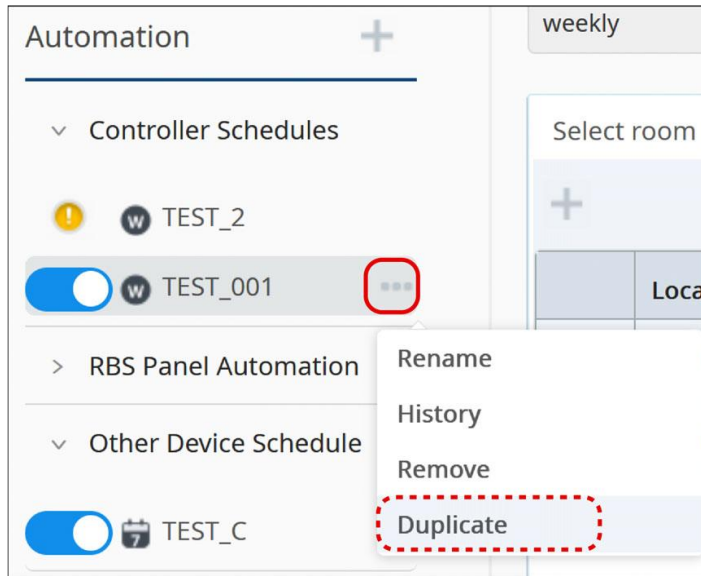 Automation
weekly
Controller Schedules
Select room
W TEST_2
W TEST_001
RBS Panel Automation
Other Device Schedule
7 TEST_C
Rename
History
Remove
Duplicate